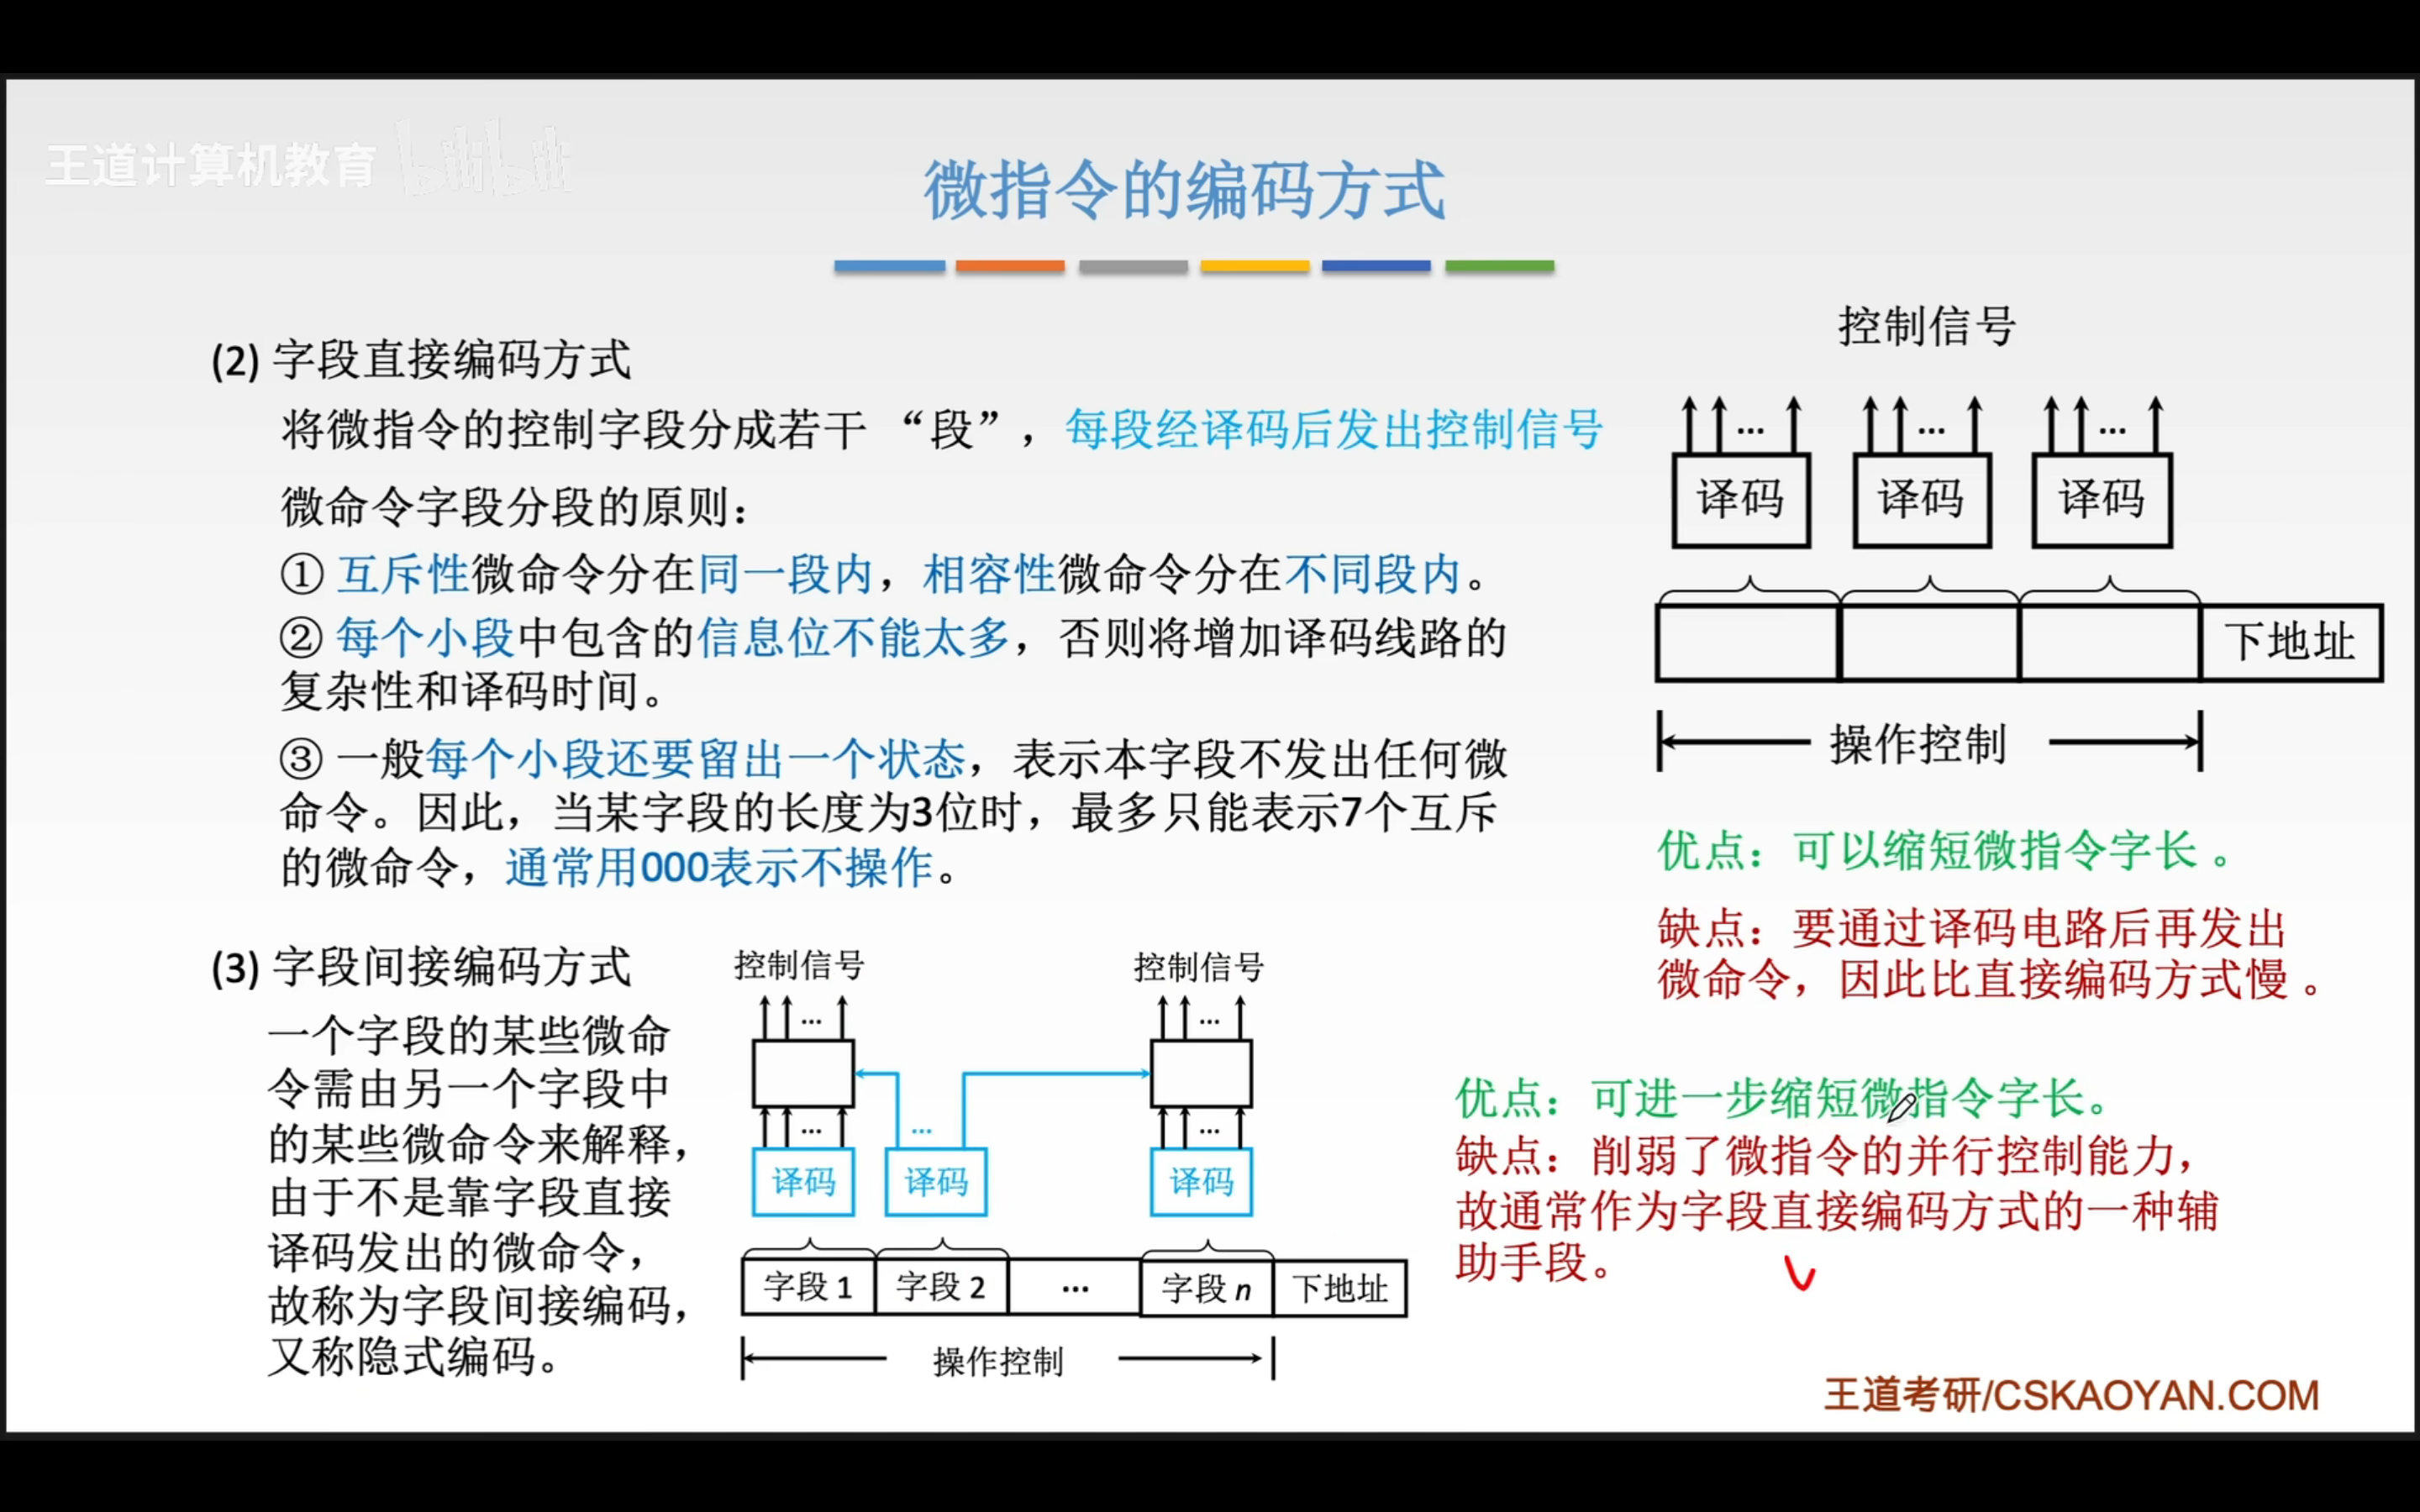 王道计算机教育 bilibili
微指令的编码方式
(2) 字段直接编码方式
将微指令的控制字段分成若干 “段”，每段经译码后发出控制信号
微命令字段分段的原则：
① 互斥性微命令分在同一段内，相容性微命令分在不同段内。
② 每个小段中包含的信息位不能太多，否则将增加译码线路的
复杂性和译码时间。
③ 一般每个小段还要留出一个状态，表示本字段不发出任何微
命令。因此，当某字段的长度为3位时，最多只能表示7个互斥
的微命令，通常用000表示不操作。
控制信号
... ... ...
译码 译码 译码
下地址
操作控制
优点：可以缩短微指令字长 。
缺点：要通过译码电路后再发出
微命令，因此比直接编码方式慢 。
(3) 字段间接编码方式
一个字段的某些微命
令需由另一个字段中
的某些微命令来解释，
由于不是靠字段直接
译码发出的微命令，
故称为字段间接编码，
又称隐式编码。
控制信号 控制信号
... ...
... ... ...
译码 译码 译码
字段 1 字段 2 ... 字段 n 下地址
操作控制
优点：可进一步缩短微指令字长。
缺点：削弱了微指令的并行控制能力，
故通常作为字段直接编码方式的一种辅
助手段。
王道考研/CSKAOYAN.COM